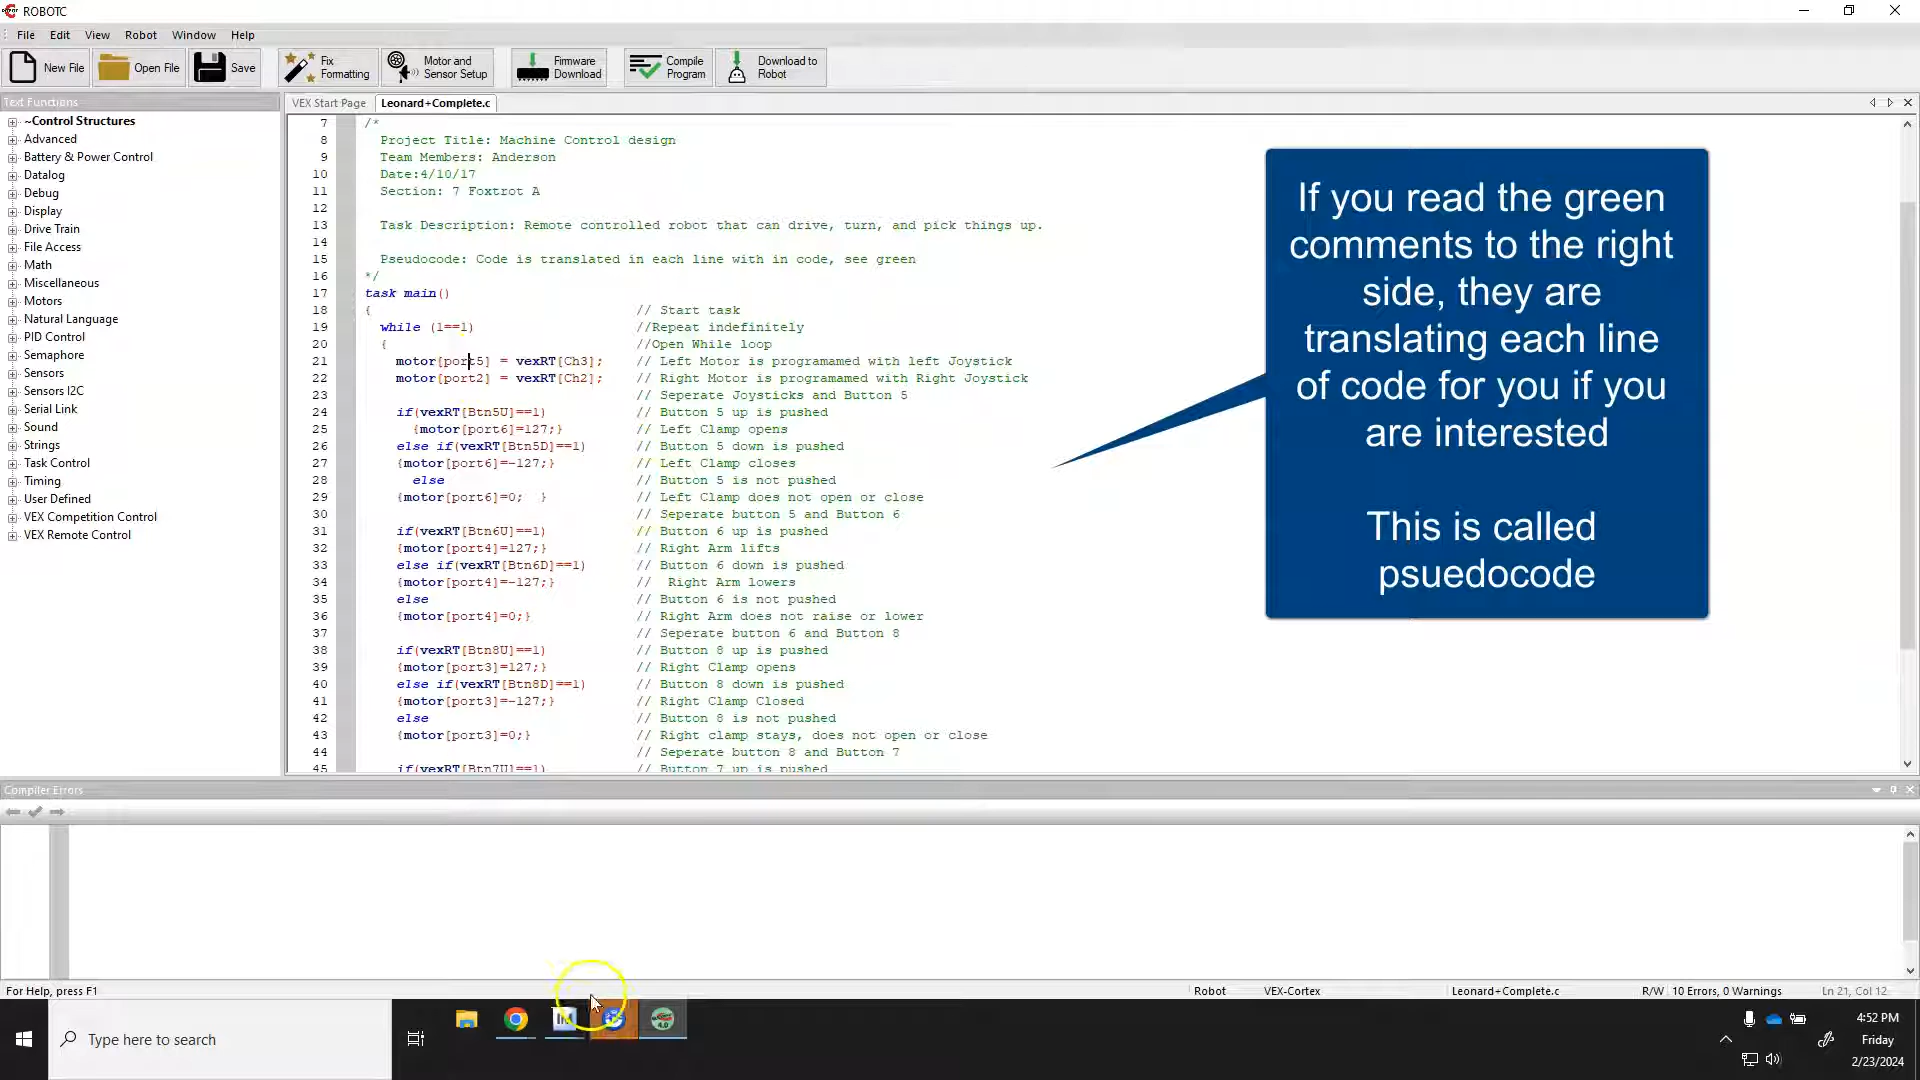 ROBOTC
File Edit View Robot Window Help
New File Open File Save Fix Formatting Motor and Sensor Setup Firmware Download Compile Program Download to Robot
Text Functions
~Control Structures
Advanced
Battery & Power Control
Datalog
Debug
Display
Drive Train
File Access
Math
Miscellaneous
Motors
Natural Language
PID Control
Semaphore
Sensors
Sensors I2C
Serial Link
Sound
Strings
Task Control
Timing
User Defined
VEX Competition Control
VEX Remote Control
VEX Start Page Leonard+Complete.c
7 /*
8 Project Title: Machine Control design
9 Team Members: Anderson
10 Date:4/10/17
11 Section: 7 Foxtrot A
12
13 Task Description: Remote controlled robot that can drive, turn, and pick things up.
14
15 Pseudocode: Code is translated in each line with in code, see green
16 */
17 task main()
18 { // Start task
19 while (1==1) //Repeat indefinitely
20 { //Open While loop
21 motor[port5] = vexRT[Ch3]; // Left Motor is programamed with left Joystick
22 motor[port2] = vexRT[Ch2]; // Right Motor is programamed with Right Joystick
23 // Seperate Joysticks and Button 5
24 if(vexRT[Btn5U]==1) // Button 5 up is pushed
25 {motor[port6]=127;} // Left Clamp opens
26 else if(vexRT[Btn5D]==1) // Button 5 down is pushed
27 {motor[port6]=-127;} // Left Clamp closes
28 else // Button 5 is not pushed
29 {motor[port6]=0; } // Left Clamp does not open or close
30 // Seperate button 5 and Button 6
31 if(vexRT[Btn6U]==1) // Button 6 up is pushed
32 {motor[port4]=127;} // Right Arm lifts
33 else if(vexRT[Btn6D]==1) // Button 6 down is pushed
34 {motor[port4]=-127;} // Right Arm lowers
35 else // Button 6 is not pushed
36 {motor[port4]=0;} // Right Arm does not raise or lower
37 // Seperate button 6 and Button 8
38 if(vexRT[Btn8U]==1) // Button 8 up is pushed
39 {motor[port3]=127;} // Right Clamp opens
40 else if(vexRT[Btn8D]==1) // Button 8 down is pushed
41 {motor[port3]=-127;} // Right Clamp Closed
42 else // Button 8 is not pushed
43 {motor[port3]=0;} // Right clamp stays, does not open or close
44 // Seperate button 8 and Button 7
45 if(vexRT[Btn7U]==1) // Button 7 up is pushed
If you read the green
comments to the right
side, they are
translating each line
of code for you if you
are interested
This is called
psuedocode
Compiler Errors
For Help, press F1 Robot VEX-Cortex Leonard+Complete.c R/W 10 Errors, 0 Warnings Ln 21, Col 12
Type here to search
4.0
4:52 PM
Friday
2/23/2024